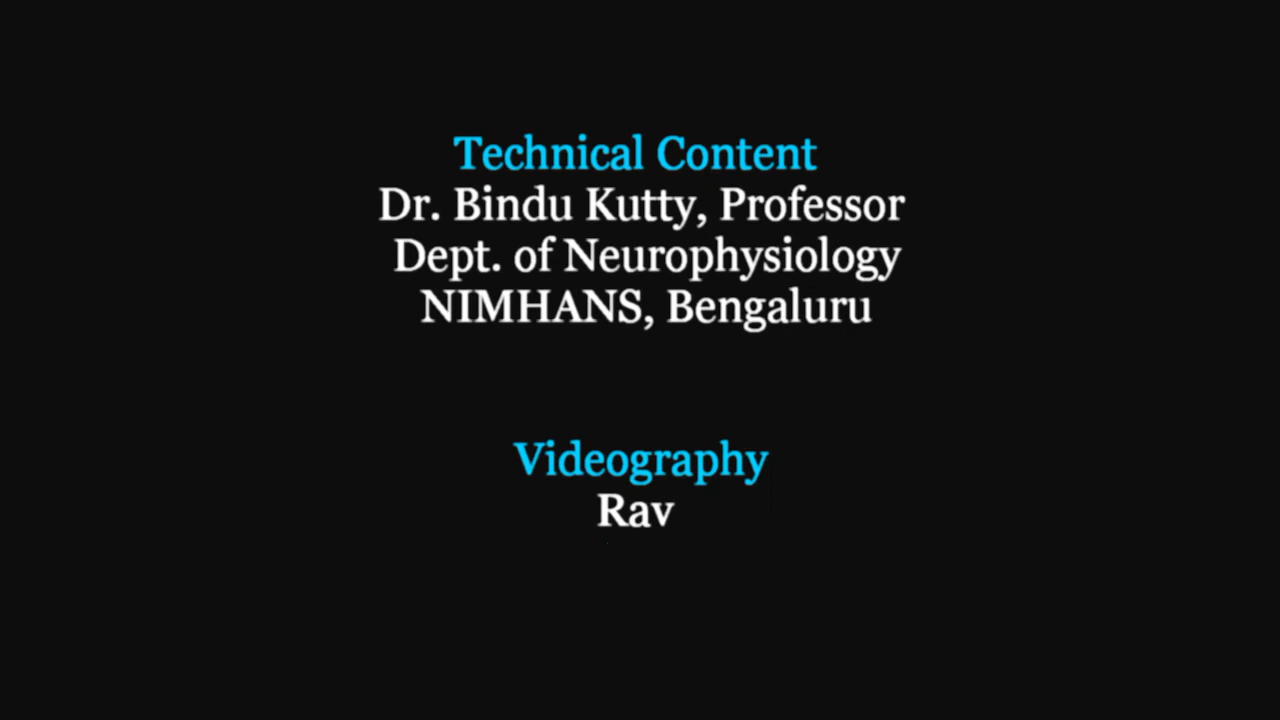 Technical Content
Dr. Bindu Kutty, Professor
Dept. of Neurophysiology
NIMHANS, Bengaluru
Videography
Rav